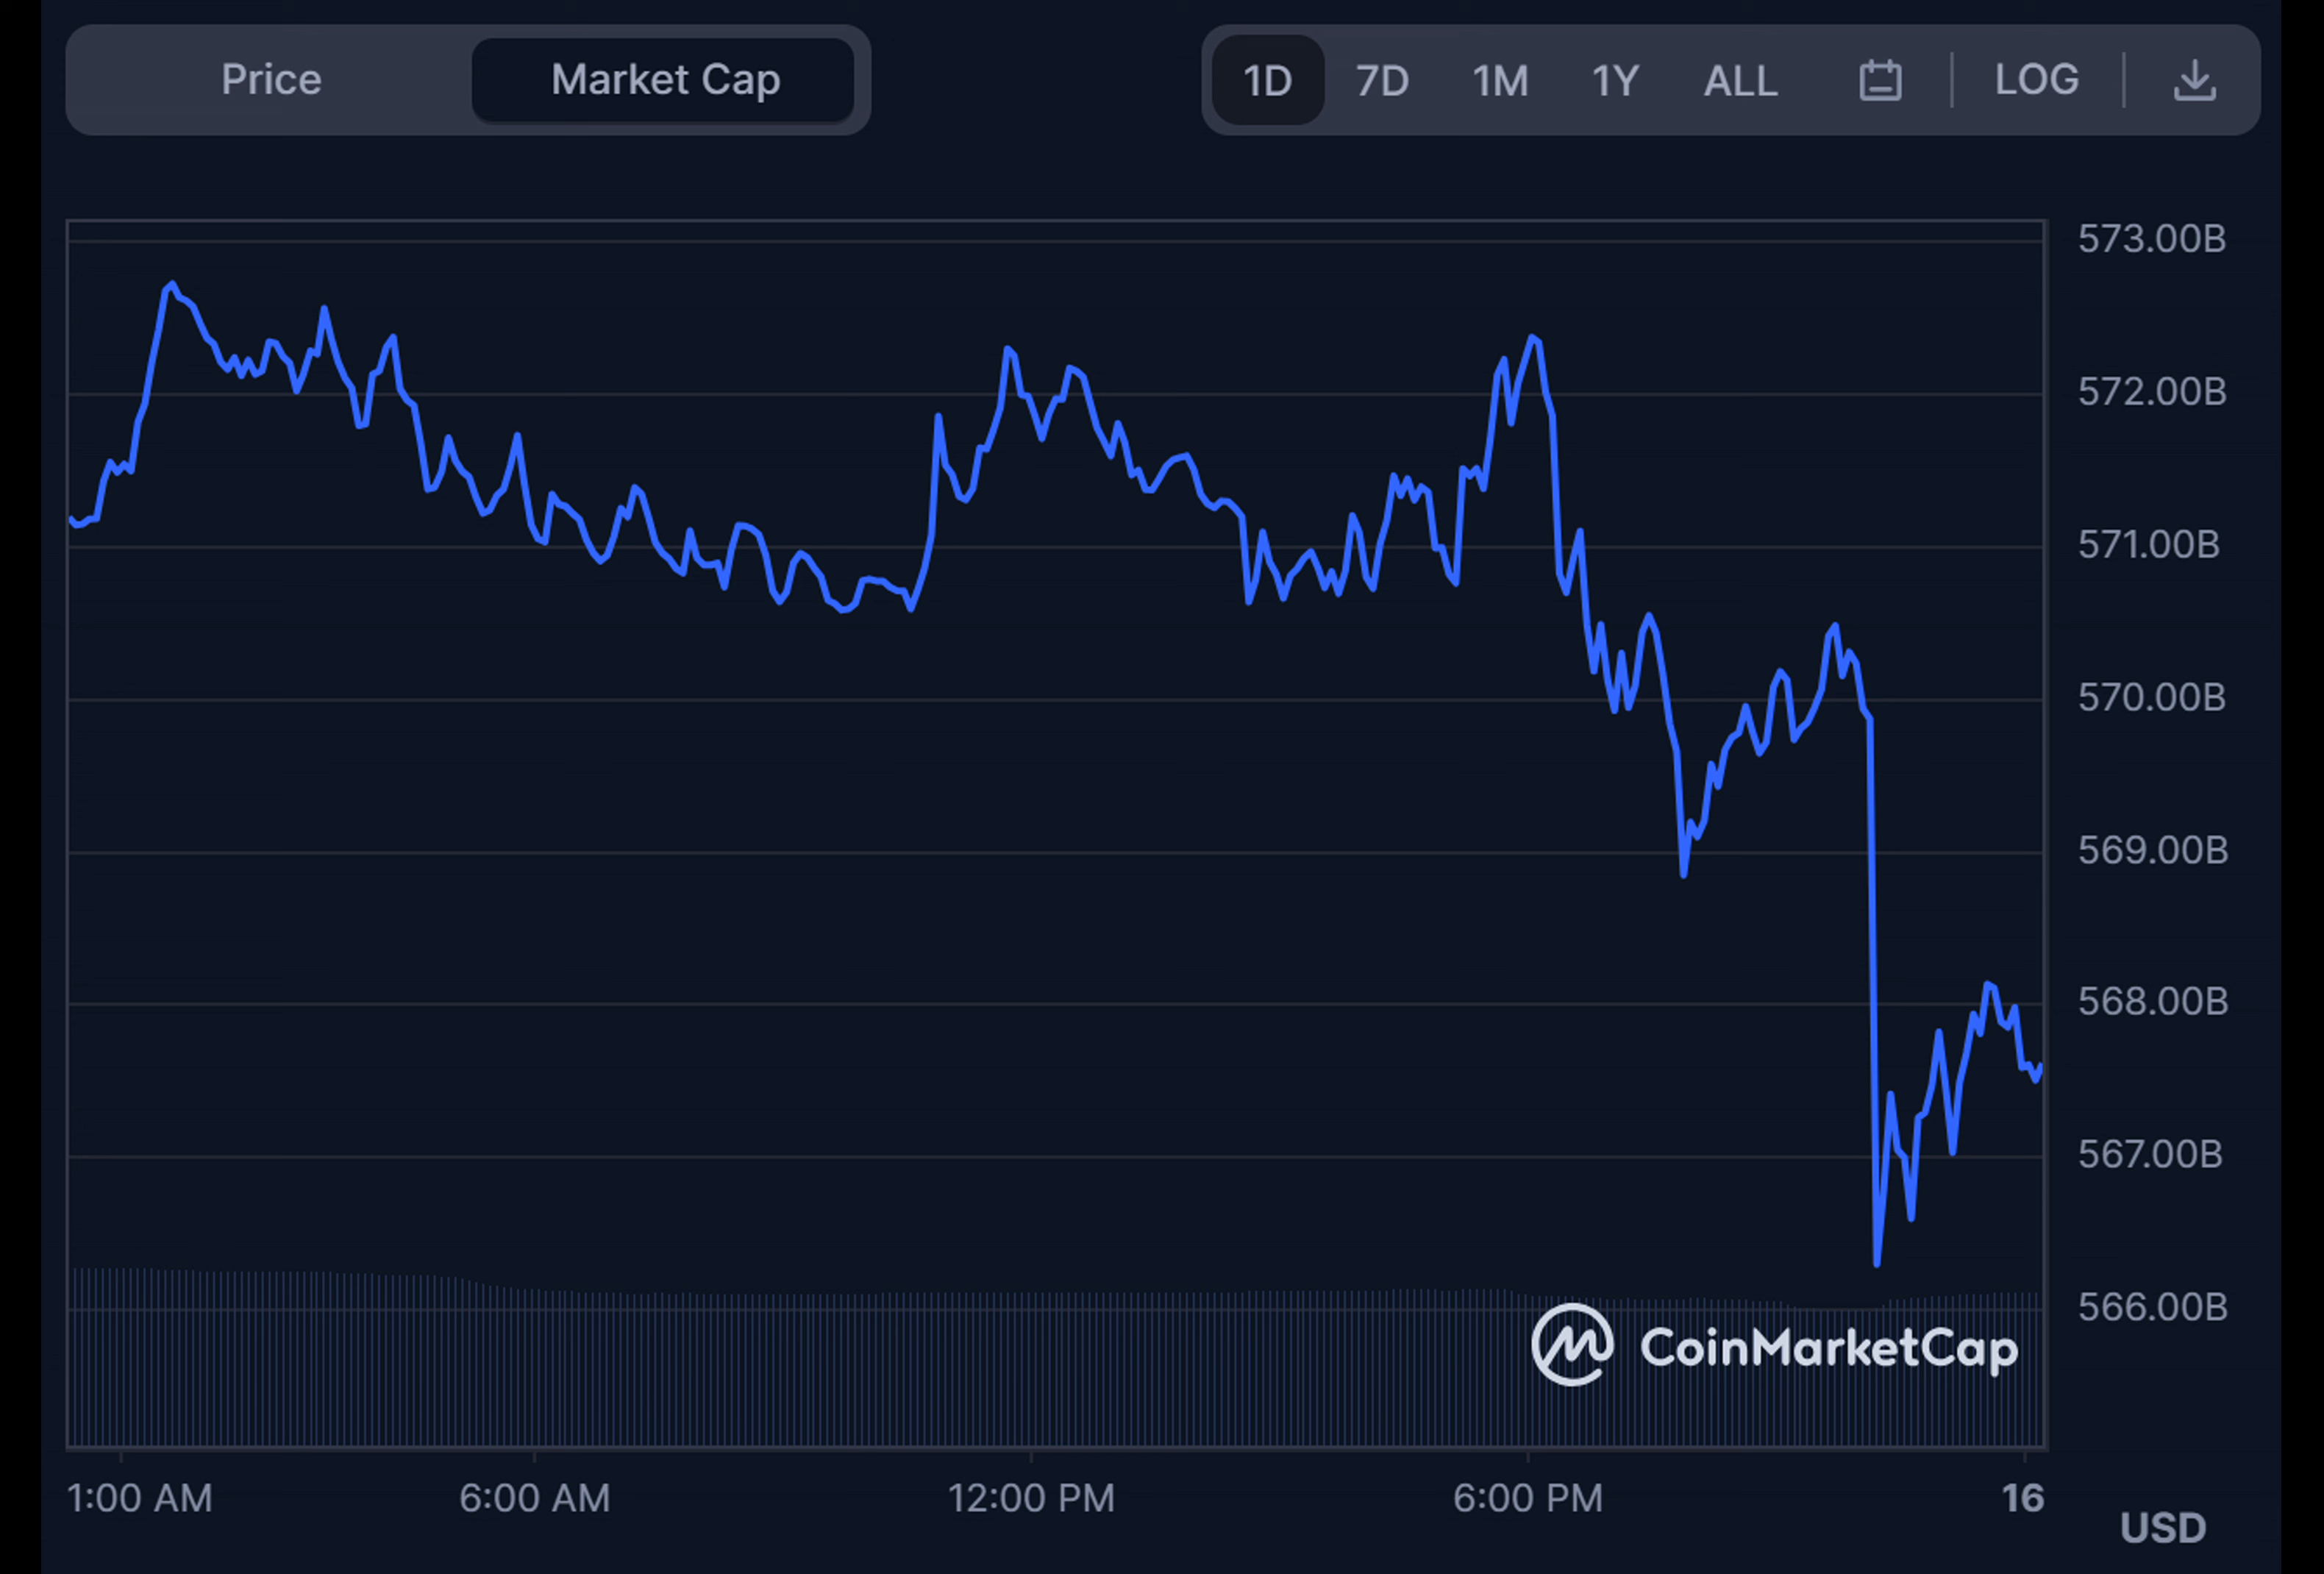 Price Market Cap 1D 7D 1M 1Y ALL LOG
573.00B
572.00B
571.00B
570.00B
569.00B
568.00B
567.00B
566.00B
CoinMarketCap
1:00 AM 6:00 AM 12:00 PM 6:00 PM 16
USD